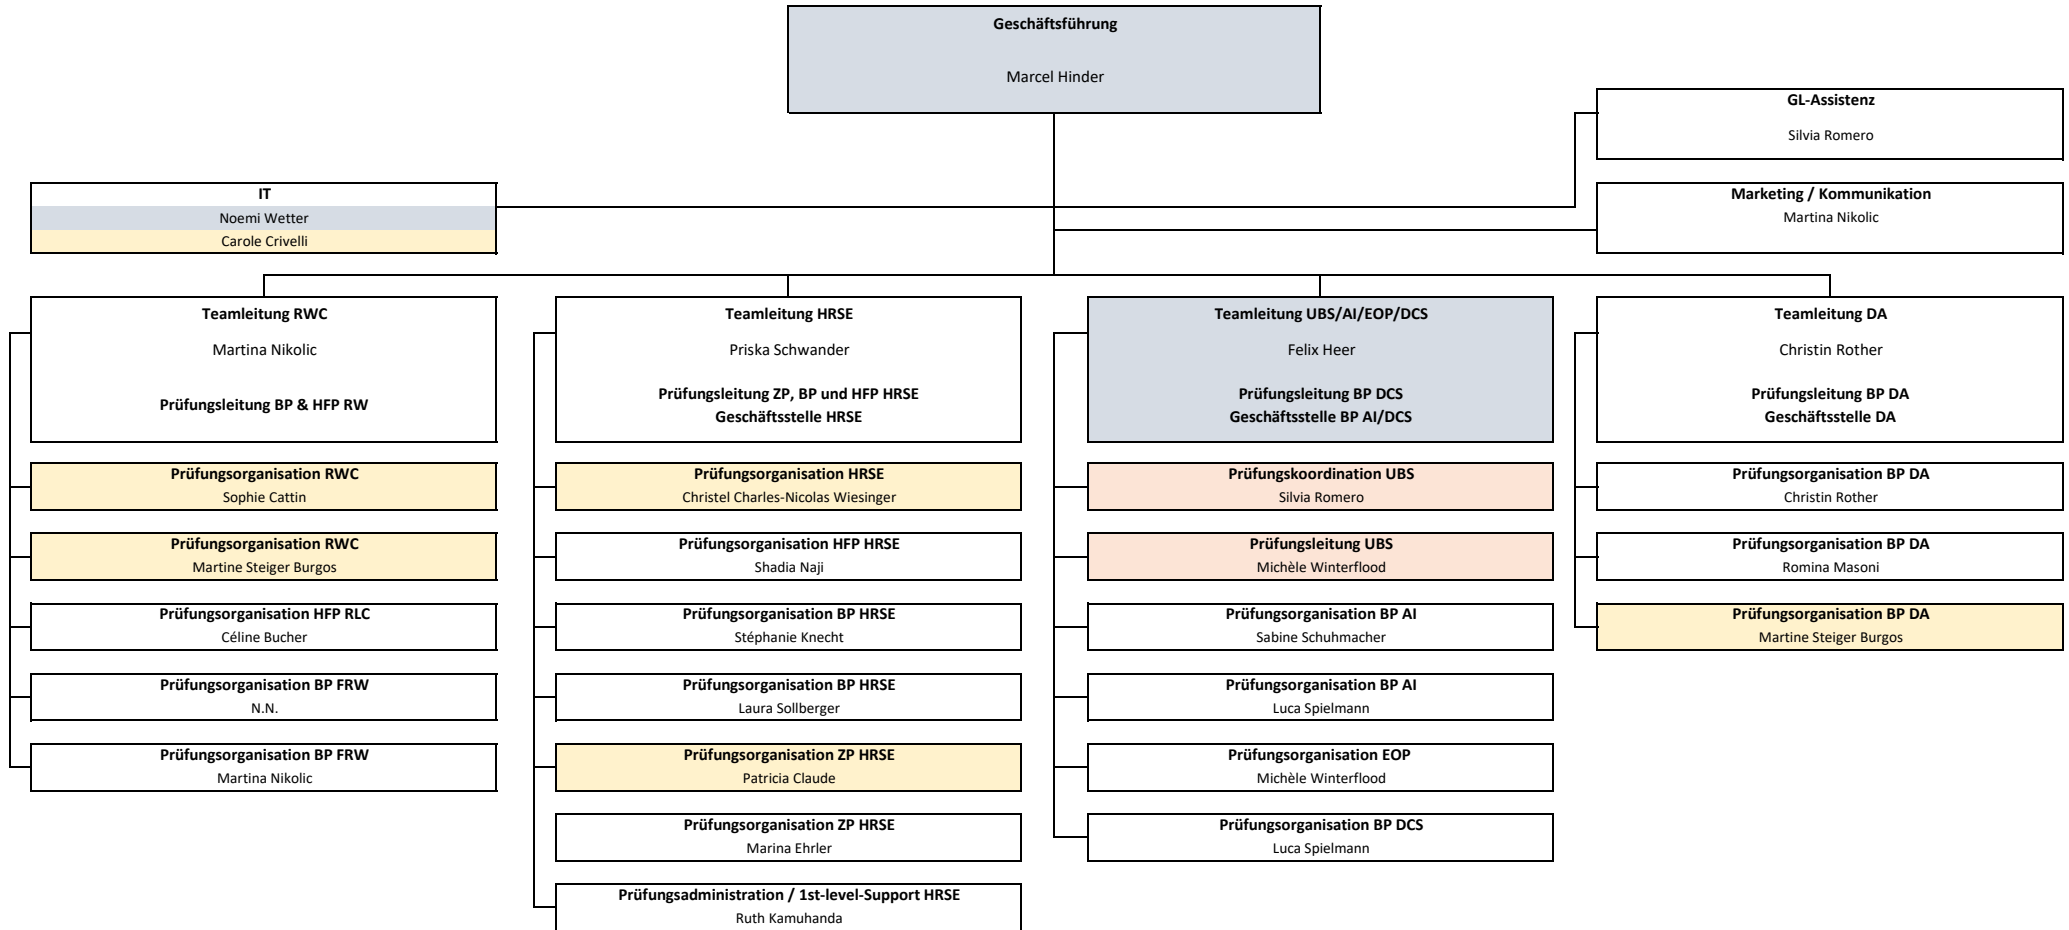 Geschäftsführung
Marcel Hinder
GL-Assistenz
Silvia Romero
IT
Noemi Wetter
Carole Crivelli
Marketing / Kommunikation
Martina Nikolic
Teamleitung RWC
Martina Nikolic
Prüfungsleitung BP & HFP RW
Prüfungsorganisation RWC
Sophie Cattin
Prüfungsorganisation RWC
Martine Steiger Burgos
Prüfungsorganisation HFP RLC
Céline Bucher
Prüfungsorganisation BP FRW
N.N.
Prüfungsorganisation BP FRW
Martina Nikolic
Teamleitung HRSE
Priska Schwander
Prüfungsleitung ZP, BP und HFP HRSE
Geschäftsstelle HRSE
Prüfungsorganisation HRSE
Christel Charles-Nicolas Wiesinger
Prüfungsorganisation HFP HRSE
Shadia Naji
Prüfungsorganisation BP HRSE
Stéphanie Knecht
Prüfungsorganisation BP HRSE
Laura Sollberger
Prüfungsorganisation ZP HRSE
Patricia Claude
Prüfungsorganisation ZP HRSE
Marina Ehrler
Prüfungsadministration / 1st-level-Support HRSE
Ruth Kamuhanda
Teamleitung UBS/AI/EOP/DCS
Felix Heer
Prüfungsleitung BP DCS
Geschäftsstelle BP AI/DCS
Prüfungskoordination UBS
Silvia Romero
Prüfungsleitung UBS
Michèle Winterflood
Prüfungsorganisation BP AI
Sabine Schuhmacher
Prüfungsorganisation BP AI
Luca Spielmann
Prüfungsorganisation EOP
Michèle Winterflood
Prüfungsorganisation BP DCS
Luca Spielmann
Teamleitung DA
Christin Rother
Prüfungsleitung BP DA
Geschäftsstelle DA
Prüfungsorganisation BP DA
Christin Rother
Prüfungsorganisation BP DA
Romina Masoni
Prüfungsorganisation BP DA
Martine Steiger Burgos